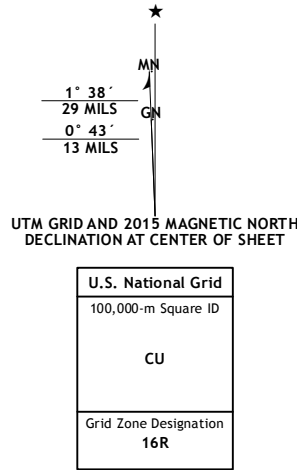 MN
1° 38´
29 MILS
GN
0° 43´
13 MILS
UTM GRID AND 2015 MAGNETIC NORTH
DECLINATION AT CENTER OF SHEET
U.S. National Grid
100,000-m Square ID
CU
Grid Zone Designation
16R